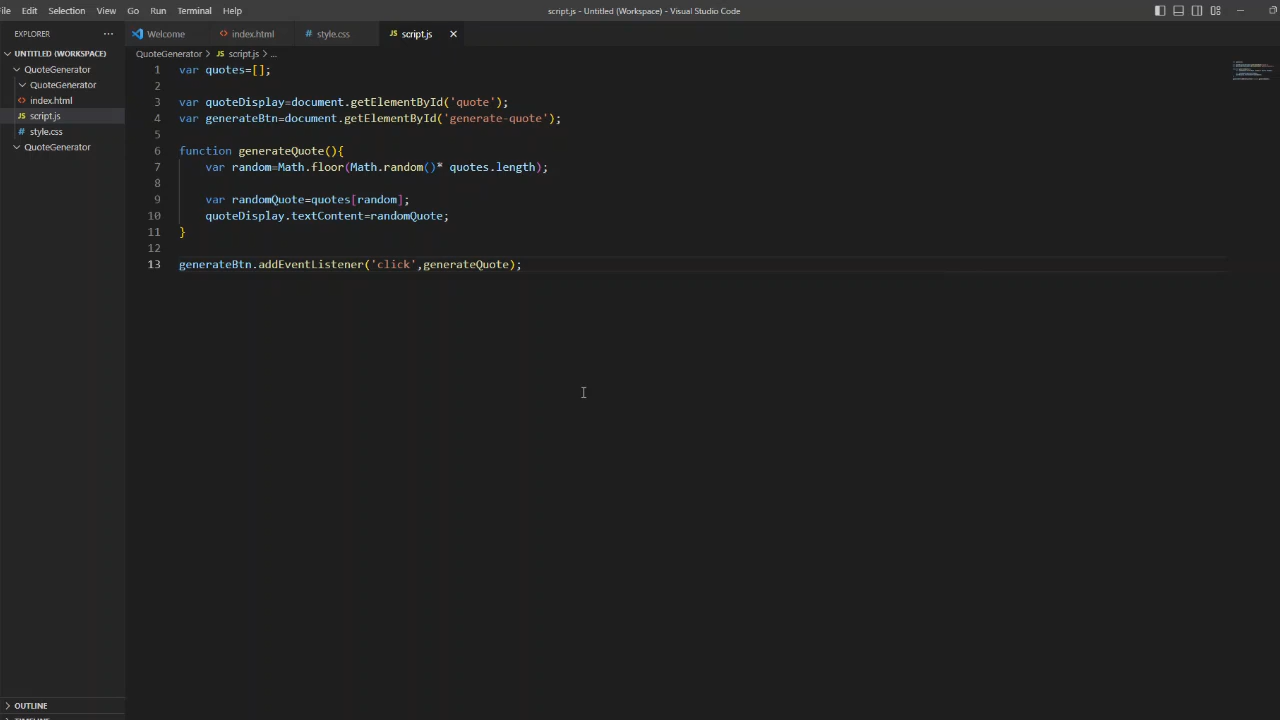 ile Edit Selection View Go Run Terminal Help script.js - Untitled (Workspace) - Visual Studio Code
EXPLORER ··· Welcome index.html style.css JS script.js
UNTITLED (WORKSPACE) QuoteGenerator > JS script.js > ...
QuoteGenerator
QuoteGenerator
<> index.html
JS script.js
# style.css
QuoteGenerator
1 var quotes=[];
2
3 var quoteDisplay=document.getElementById('quote');
4 var generateBtn=document.getElementById('generate-quote');
5
6 function generateQuote(){
7 var random=Math.floor(Math.random()* quotes.length);
8
9 var randomQuote=quotes[random];
10 quoteDisplay.textContent=randomQuote;
11 }
12
13 generateBtn.addEventListener('click',generateQuote);
OUTLINE